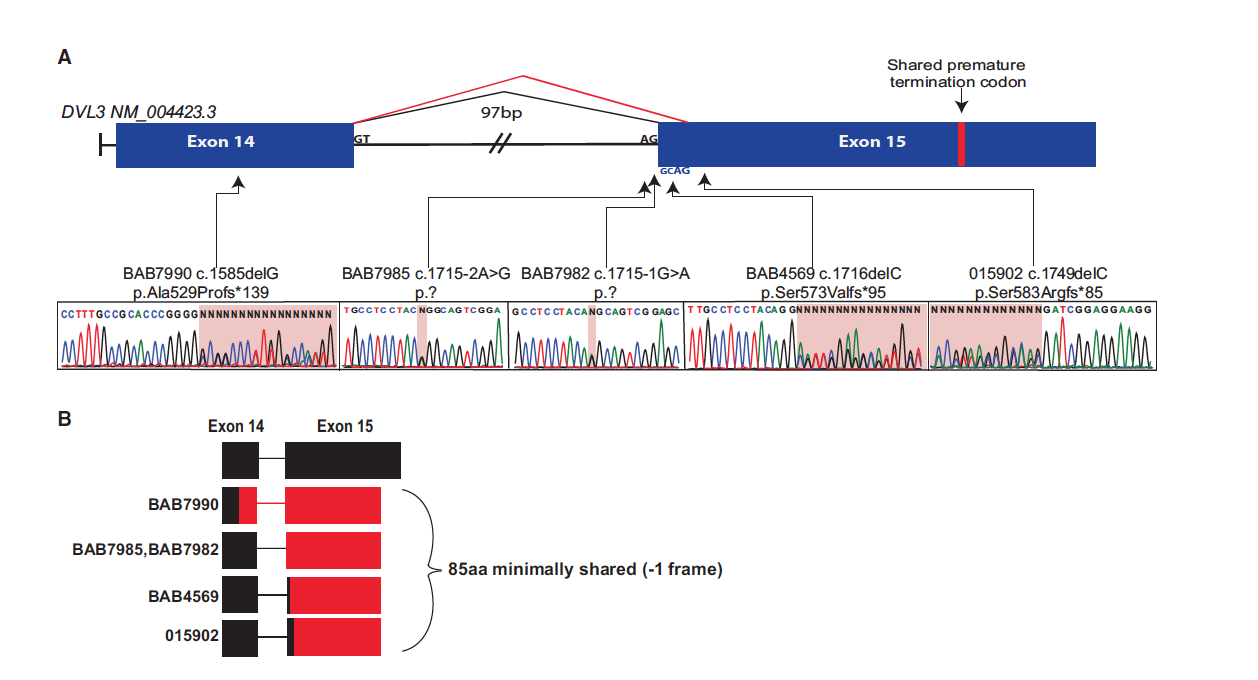 A
Shared premature
termination codon
DVL3 NM_004423.3
97bp
Exon 14
GT
AG
Exon 15
GCAG
BAB7990 c.1585delG
p.Ala529Profs*139
BAB7985 c.1715-2A>G
p.?
BAB7982 c.1715-1G>A
p.?
BAB4569 c.1716delC
p.Ser573Valfs*95
015902 c.1749delC
p.Ser583Argfs*85
CCTTTGCCGCACCCGGGGNNNNNNNNNNNNNNNNN
TGCCTCCTACNGGCAGTCGGA
GCCTCCTACANGCAGTCGGAGC
TTGCCTCCTACAGGNNNNNNNNNNNNNNNN
NNNNNNNNNNNNNGATCGGAGGAAGG
B
Exon 14
Exon 15
BAB7990
BAB7985,BAB7982
BAB4569
015902
85aa minimally shared (-1 frame)